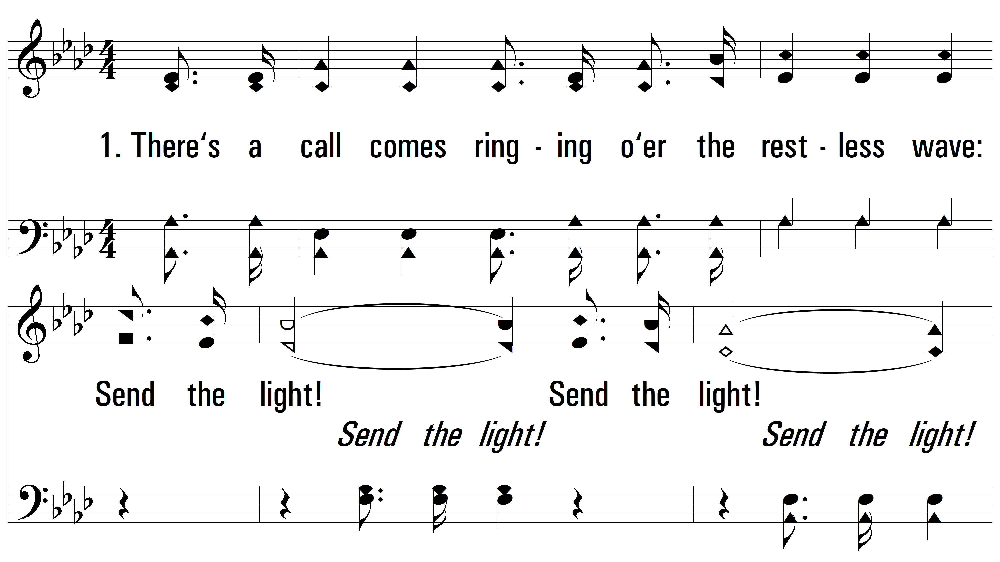 1. There‘s a call comes ring - ing o‘er the rest - less wave:
Send the light! Send the light!
Send the light! Send the light!